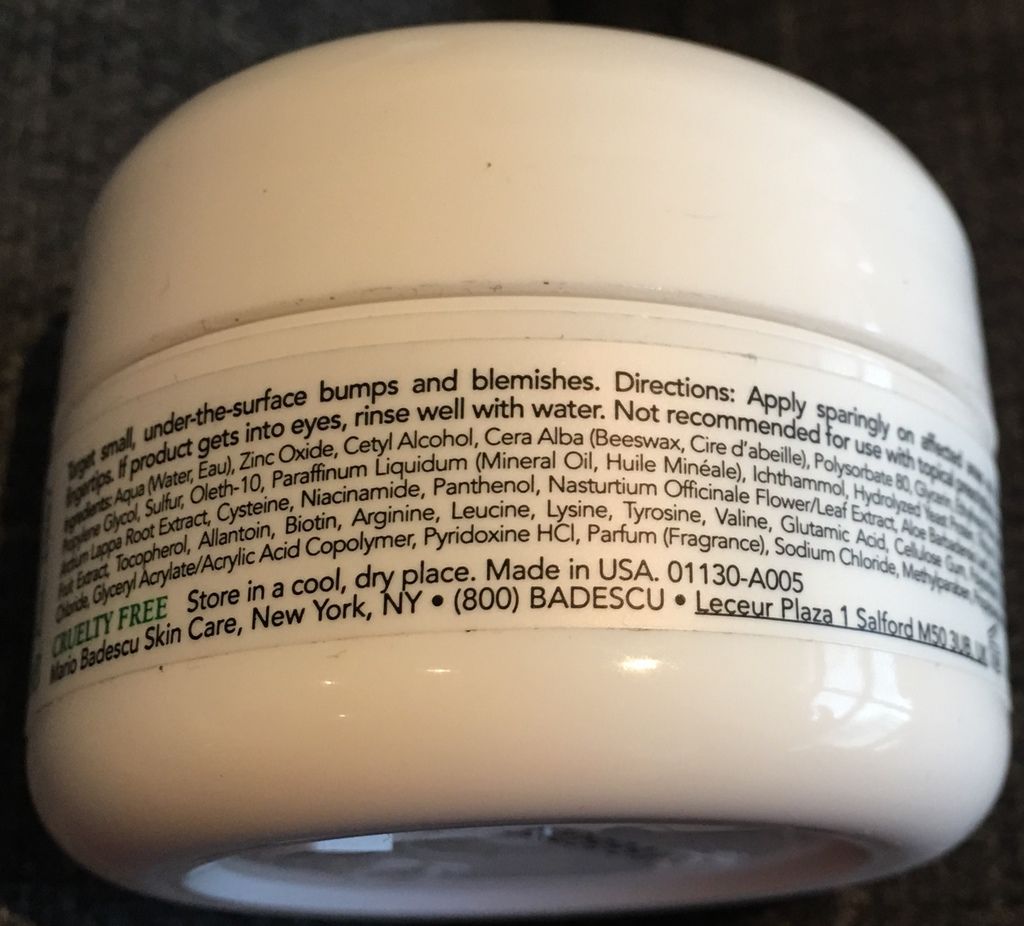 Target small, under-the-surface bumps and blemishes. Directions: Apply sparingly on affected
fingertips. If product gets into eyes, rinse well with water. Not recommended for use with topical
Ingredients: Aqua (Water, Eau), Zinc Oxide, Cetyl Alcohol, Cera Alba (Beeswax, Cire d'abeille), Polysorbate 80, Glycerin,
Propylene Glycol, Sulfur, Oleth-10, Paraffinum Liquidum (Mineral Oil, Huile Minéale), Ichthammol, Hydrolyzed Yeast
Arctium Lappa Root Extract, Cysteine, Niacinamide, Panthenol, Nasturtium Officinale Flower/Leaf Extract, Aloe
Fruit Extract, Tocopherol, Allantoin, Biotin, Arginine, Leucine, Lysine, Tyrosine, Valine, Glutamic Acid, Cellulose Gum,
Chloride, Glyceryl Acrylate/Acrylic Acid Copolymer, Pyridoxine HCl, Parfum (Fragrance), Sodium Chloride, Methylparaben,
CRUELTY FREE Store in a cool, dry place. Made in USA. 01130-A005
Mario Badescu Skin Care, New York, NY • (800) BADESCU • Leceur Plaza 1 Salford M50 3UB, UK